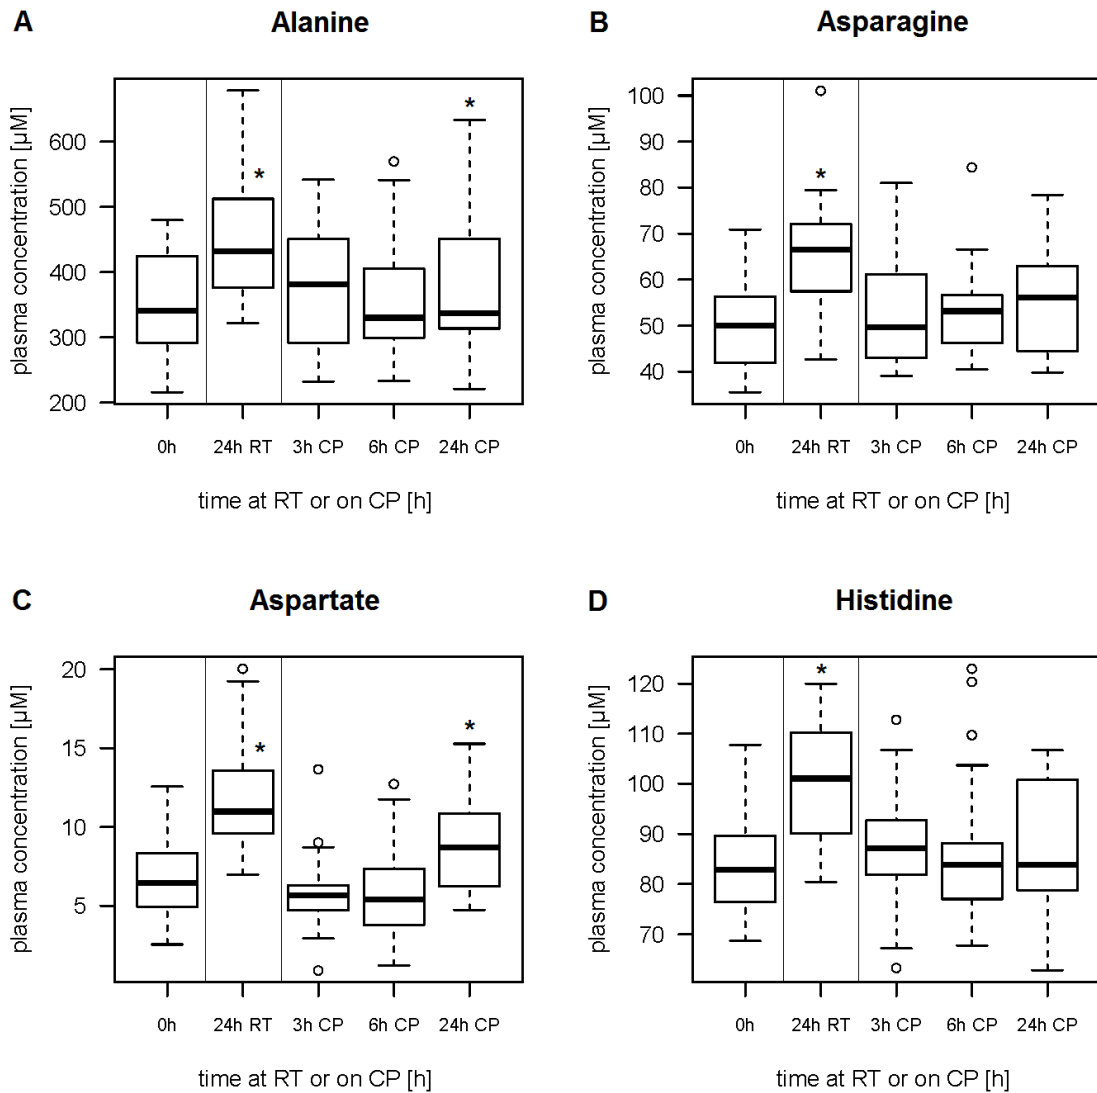 A
Alanine
plasma concentration [µM]
600
500
400
300
200
*
*
0h
24h RT
3h CP
6h CP
24h CP
time at RT or on CP [h]
B
Asparagine
plasma concentration [µM]
100
90
80
70
60
50
40
*
0h
24h RT
3h CP
6h CP
24h CP
time at RT or on CP [h]
C
Aspartate
plasma concentration [µM]
20
15
10
5
*
*
0h
24h RT
3h CP
6h CP
24h CP
time at RT or on CP [h]
D
Histidine
plasma concentration [µM]
120
110
100
90
80
70
*
0h
24h RT
3h CP
6h CP
24h CP
time at RT or on CP [h]